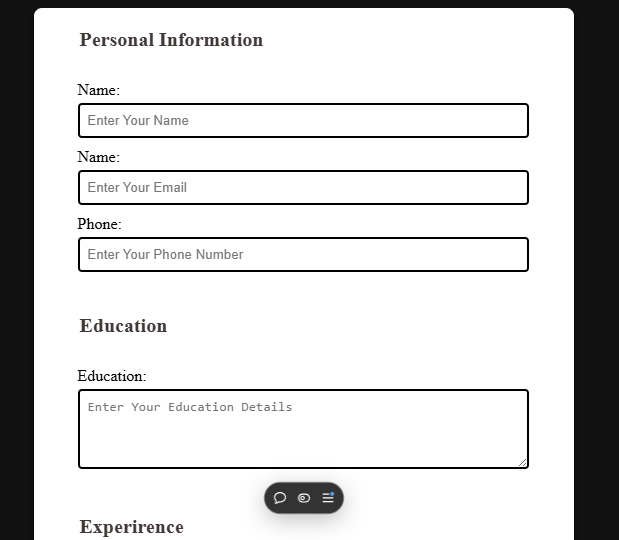 Personal Information
Name:
Enter Your Name
Name:
Enter Your Email
Phone:
Enter Your Phone Number
Education
Education:
Enter Your Education Details
Experirence